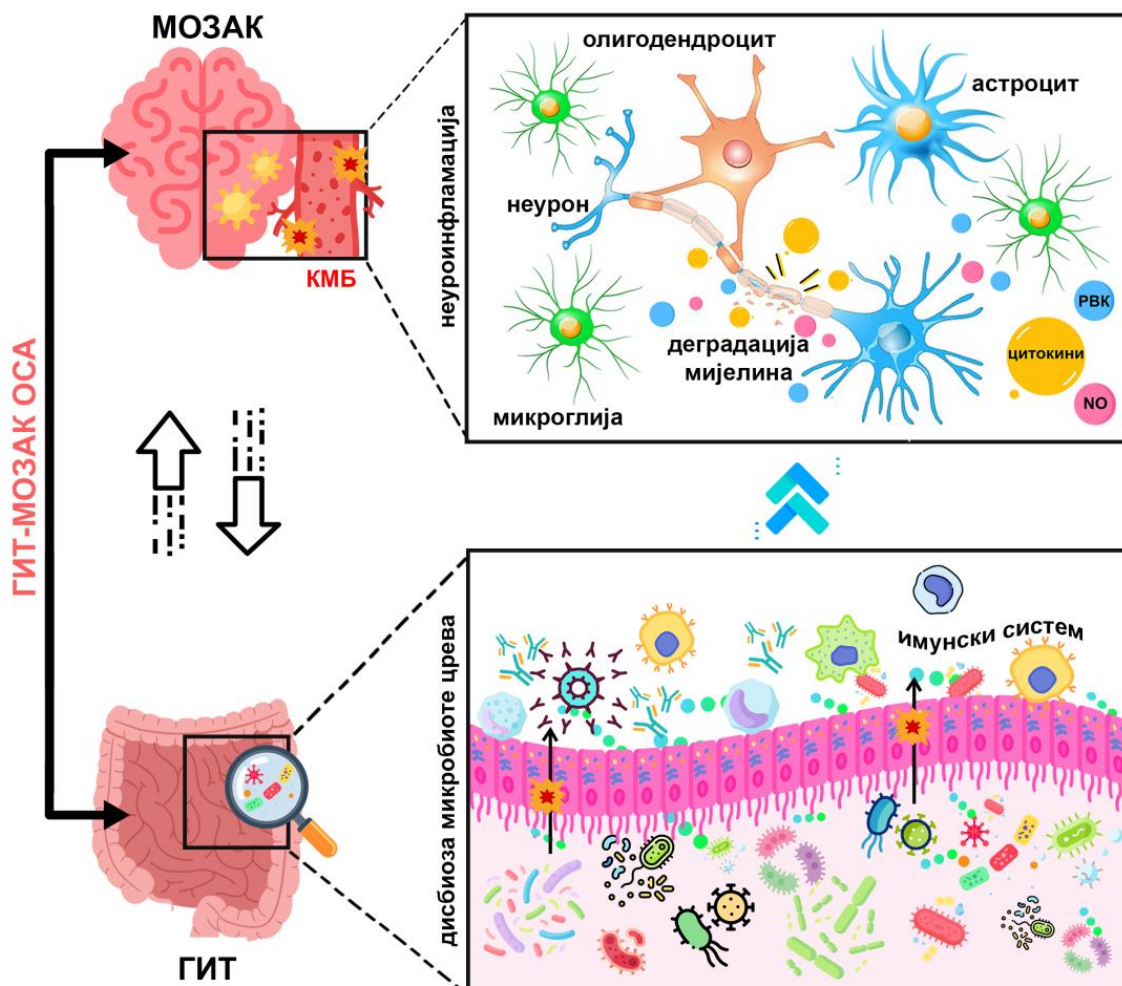 МОЗАК
КМБ
ГИТ-МОЗАК ОСА
ГИТ
неуроинфламација
олигодендроцит
астроцит
неурон
деградација
мијелина
микроглија
РВК
ЦИТОКИНИ
NO
дисбиоза микробиоте црева
имунски систем